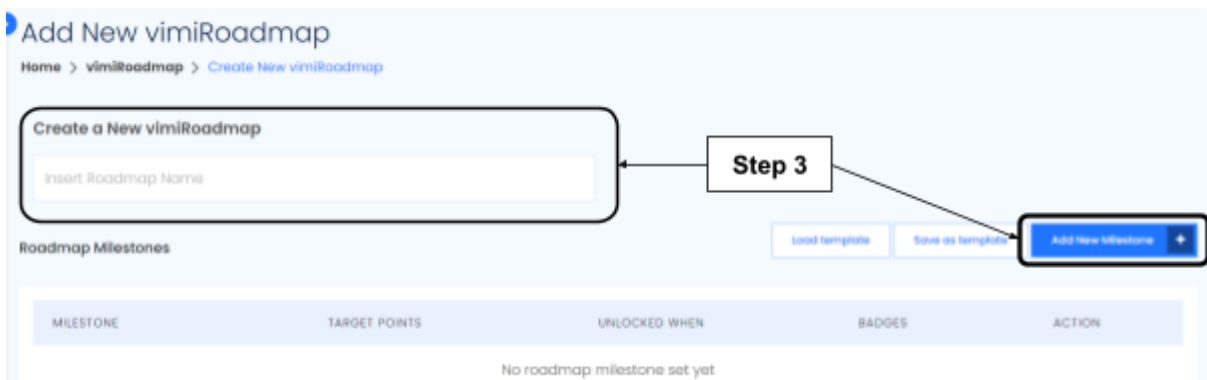 Add New vimiRoadmap
Home > vimiRoadmap > Create New vimiRoadmap
Create a New vimiRoadmap
Insert Roadmap Name
Step 3
Roadmap Milestones
Load template
Save as template
Add New Milestone +
MILESTONE TARGET POINTS UNLOCKED WHEN BADGES ACTION
No roadmap milestone set yet